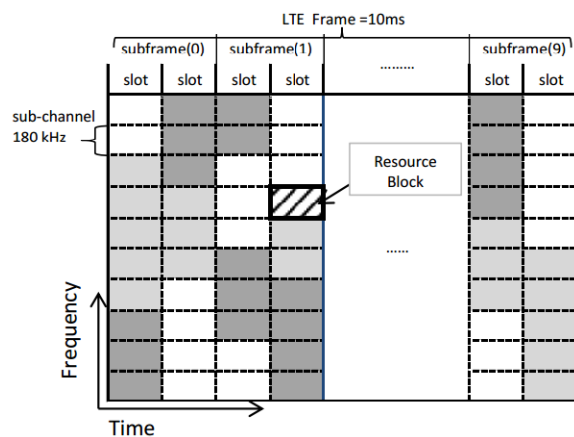 LTE Frame =10ms
subframe(0) subframe(1) ......... subframe(9)
slot slot slot slot slot slot
sub-channel
180 kHz
Resource
Block
......
Frequency
Time